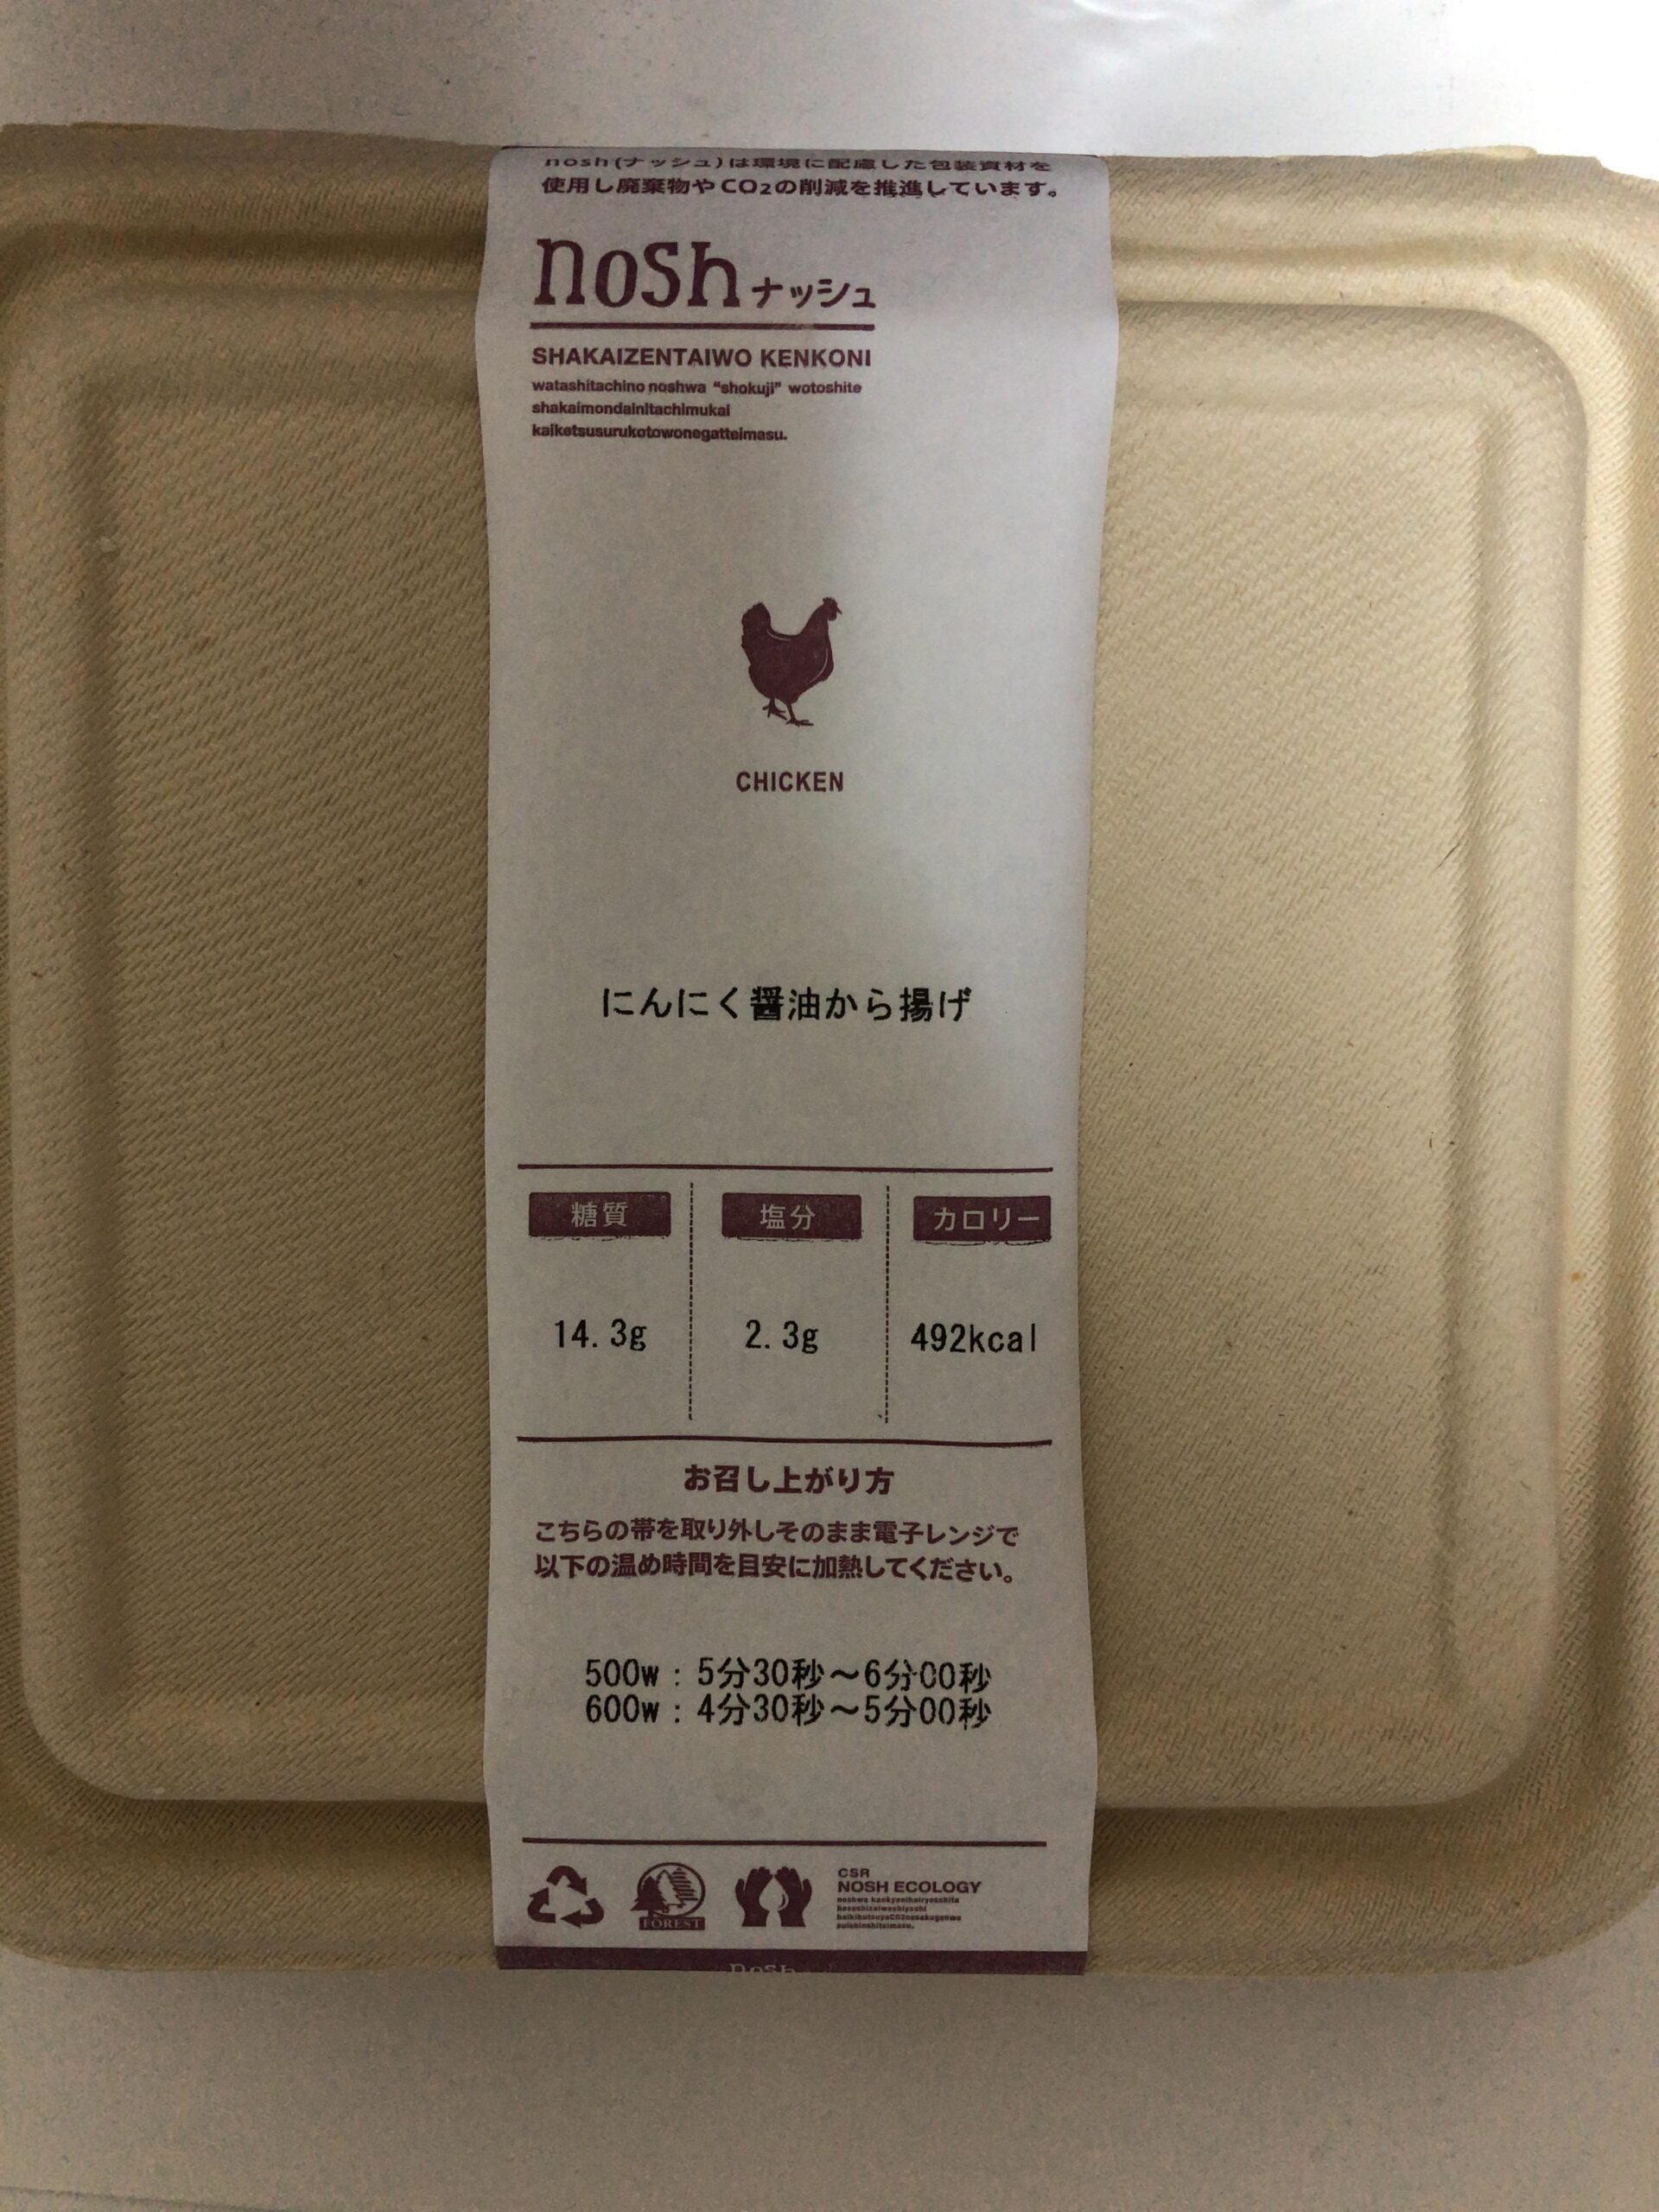 nosh(ナッシュ)は環境に配慮した包装資材を
使用し廃棄物やCO2の削減を推進しています。
nosh ナッシュ
SHAKAIZENTAIWO KENKONI
watashitachino noshwa “shokuji” wotoshite
shakaimondainitachimukai
kaiketsusurukotowonegatteimasu.
CHICKEN
にんにく醤油から揚げ
糖質 塩分 カロリー
14.3g 2.3g 492kcal
お召し上がり方
こちらの帯を取り外しそのまま電子レンジで
以下の温め時間を目安に加熱してください。
500w：5分30秒～6分00秒
600w：4分30秒～5分00秒
FOREST
CSR
NOSH ECOLOGY
nosh